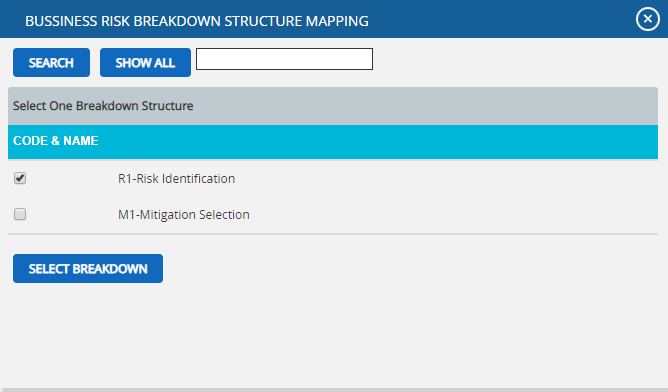 BUSSINESS RISK BREAKDOWN STRUCTURE MAPPING
SEARCH SHOW ALL
Select One Breakdown Structure
CODE & NAME
R1-Risk Identification
M1-Mitigation Selection
SELECT BREAKDOWN